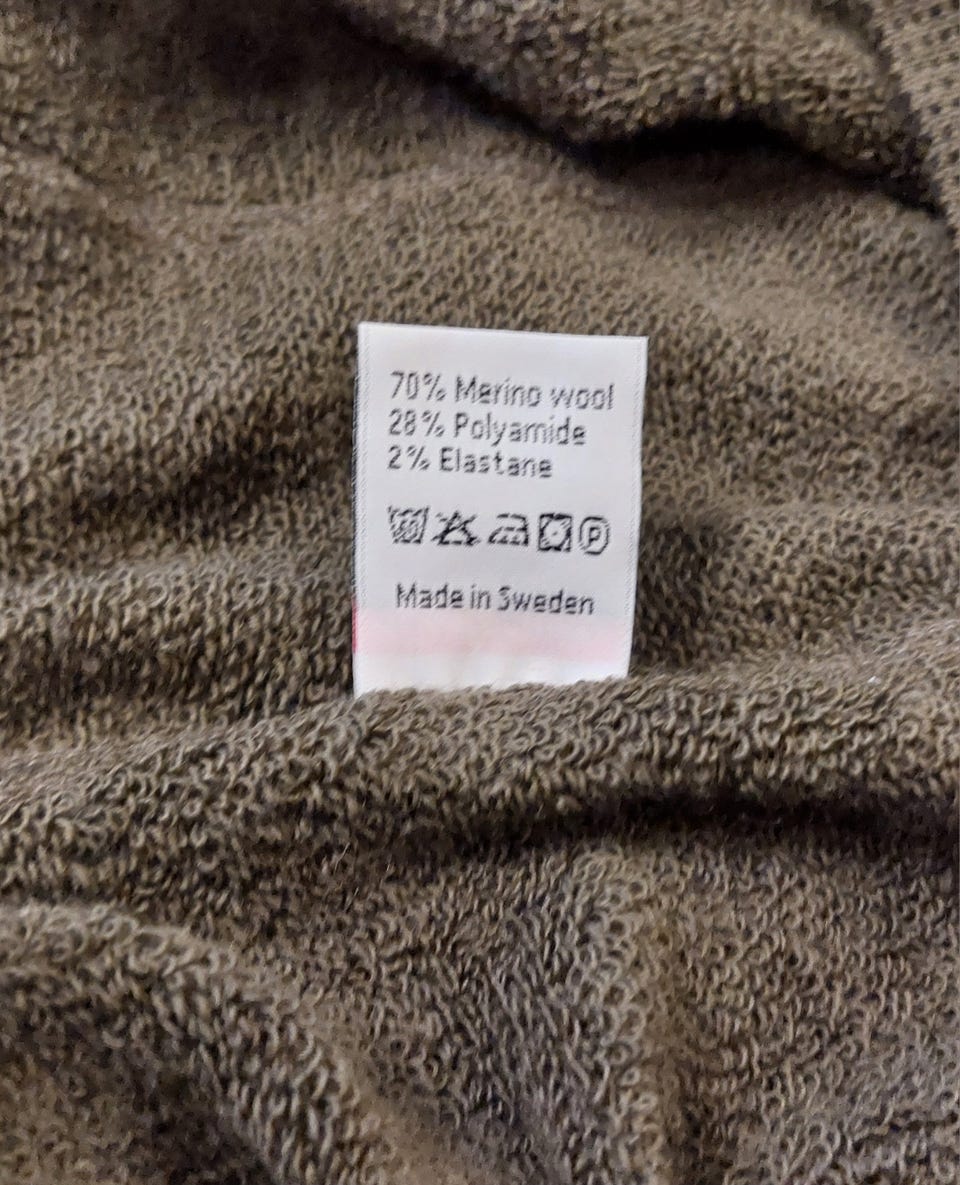 70% Merino wool
28% Polyamide
2% Elastane
P
Made in Sweden